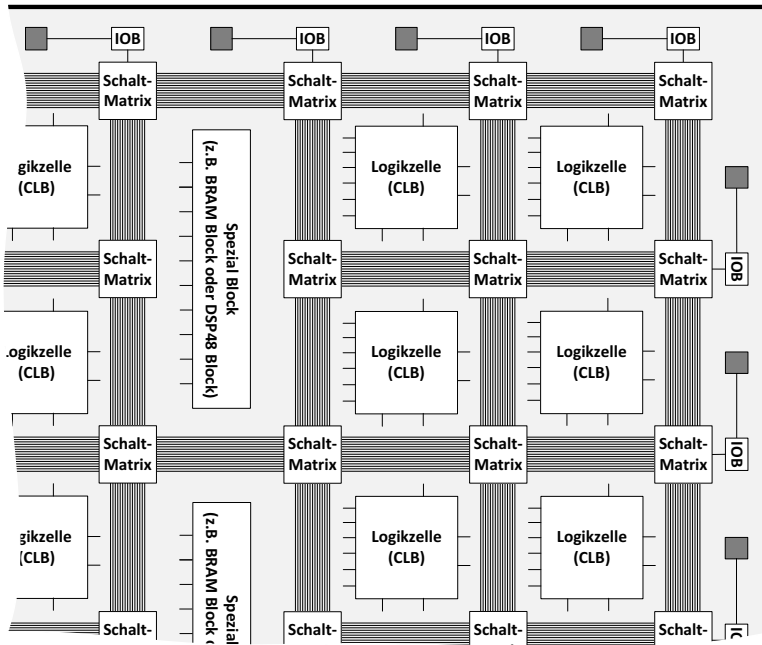 IOB
IOB
IOB
IOB
Schalt-
Matrix
Schalt-
Matrix
Schalt-
Matrix
Schalt-
Matrix
gikzelle
(CLB)
Spezial Block
(z.B. BRAM Block oder DSP48 Block)
Logikzelle
(CLB)
Logikzelle
(CLB)
Schalt-
Matrix
Schalt-
Matrix
Schalt-
Matrix
Schalt-
Matrix
IOB
ogikzelle
(CLB)
Logikzelle
(CLB)
Logikzelle
(CLB)
Schalt-
Matrix
Schalt-
Matrix
Schalt-
Matrix
Schalt-
Matrix
IOB
gikzelle
(CLB)
Spezial
(z.B. BRAM Block
Logikzelle
(CLB)
Logikzelle
(CLB)
Schalt-
Schalt-
Schalt-
Schalt-